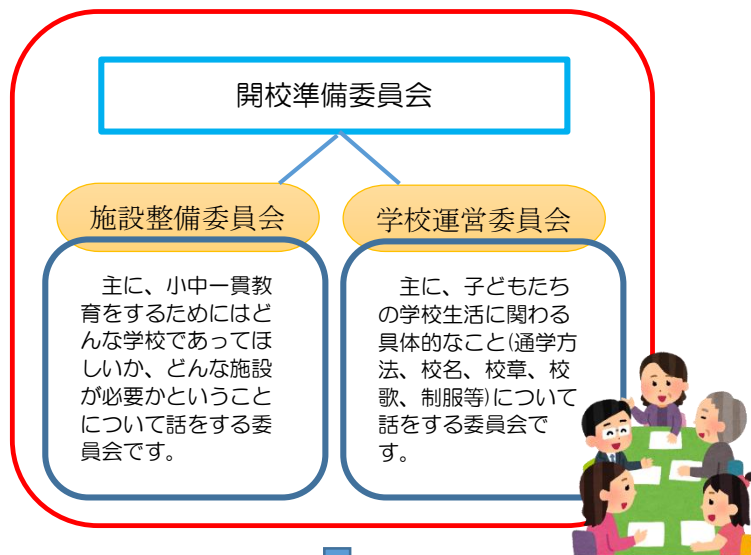 開校準備委員会
施設整備委員会
学校運営委員会
　主に、小中一貫教
育をするためにはど
んな学校であってほ
しいか、どんな施設
が必要かということ
について話をする委
員会です。
　主に、子どもたち
の学校生活に関わる
具体的なこと(通学方
法、校名、校章、校
歌、制服等)について
話をする委員会で
す。